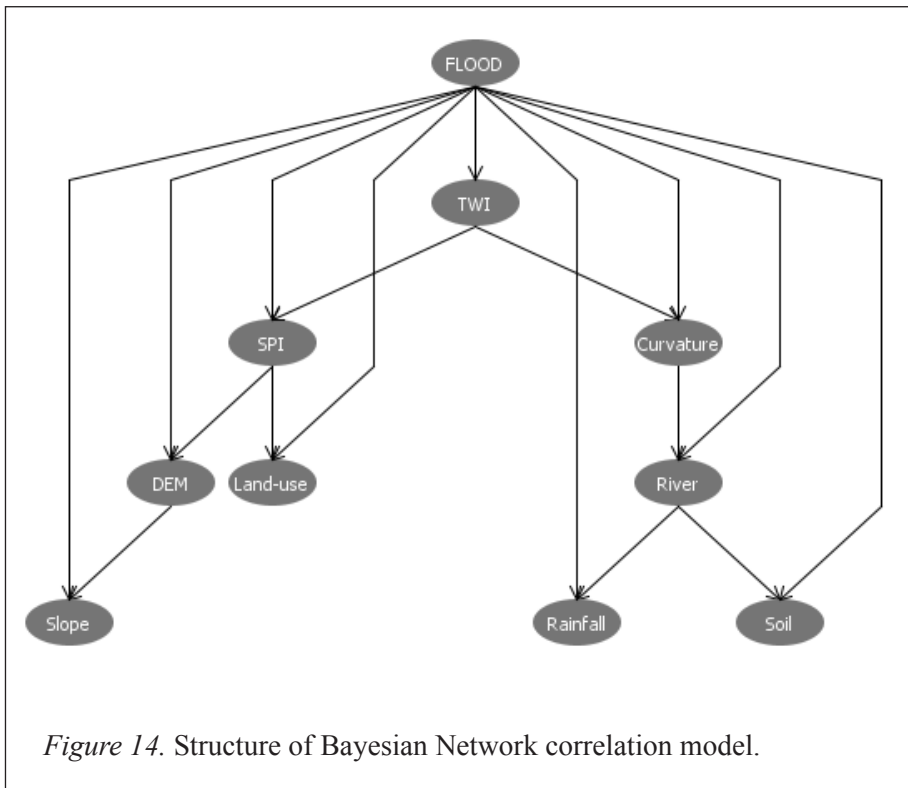 FLOOD
TWI
SPI
Curvature
DEM
Land-use
River
Slope
Rainfall
Soil
Figure 14. Structure of Bayesian Network correlation model.